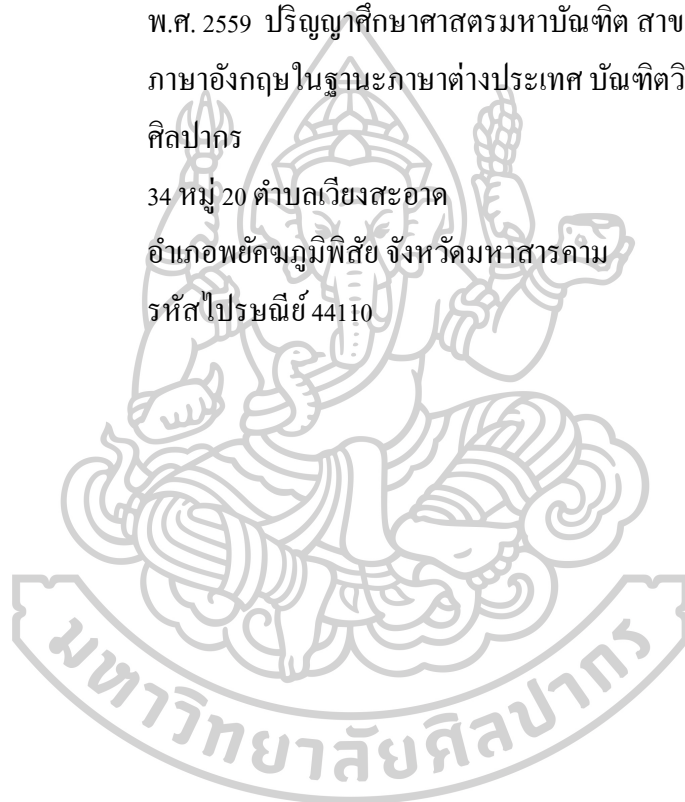 พ.ศ. 2559 ปริญญาศึกษาศาสตรมหาบัณฑิต สาข
ภาษาอังกฤษในฐานะภาษาต่างประเทศ บัณฑิตวิ
ศิลปากร
34 หมู่ 20 ตำบลเวียงสะอาด
อำเภอพยัคฆภูมิพิสัย จังหวัดมหาสารคาม
รหัสไปรษณีย์ 44110
มหาวิทยาลัยศิลปากร